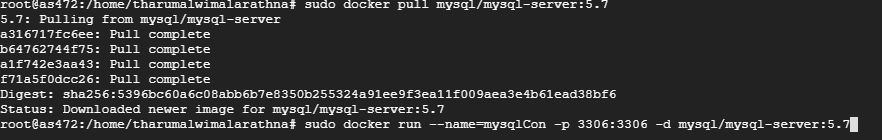 root@as472:/home/tharumalwimalarathna# sudo docker pull mysql/mysql-server:5.7
5.7: Pulling from mysql/mysql-server
a316717fc6ee: Pull complete
b64762744f75: Pull complete
a1f742e3aa43: Pull complete
f71a5f0dcc26: Pull complete
Digest: sha256:5396bc60a6c08abb6b7e8350b255324a91ee9f3ea11f009aea3e4b61ead38bf6
Status: Downloaded newer image for mysql/mysql-server:5.7
root@as472:/home/tharumalwimalarathna# sudo docker run --name=mysqlCon -p 3306:3306 -d mysql/mysql-server:5.7